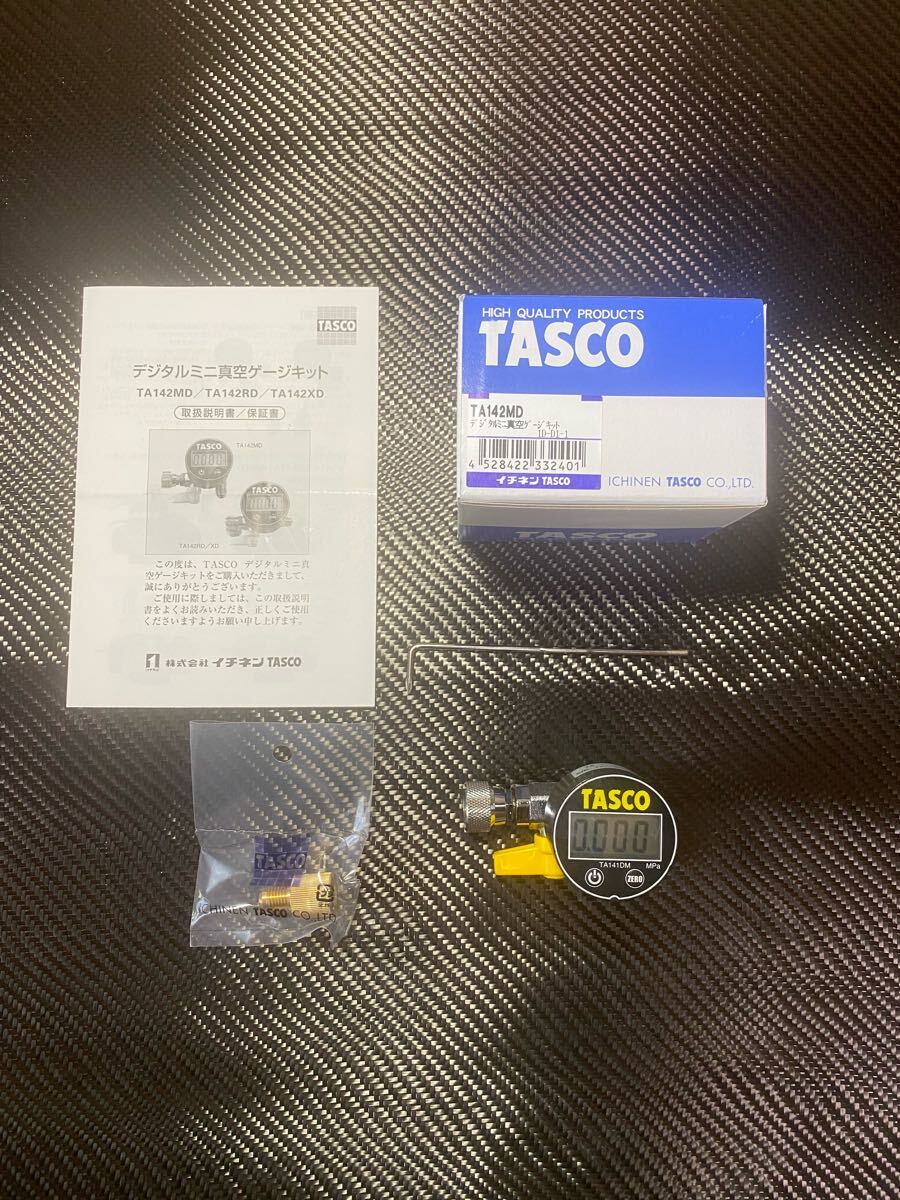 TASCO
デジタルミニ真空ゲージキット
TA142MD/TA142RD/TA142XD
取扱説明書/保証書
TA142MD
TASCO
TASCO
TA142RD/XD
この度は、TASCO デジタルミニ真
空ゲージキットをご購入いただきまして、
誠にありがとうございます。
ご使用に際しましては、この取扱説明
書をよくお読みいただき、正しくご使用
くださいますようお願い申し上げます。
株式会社 イチネン TASCO
HIGH QUALITY PRODUCTS
TASCO
TA142MD
デジタルミニ真空ゲージキット
1D-D1-1
4 528422 332401
イチネン TASCO
ICHINEN TASCO CO.,LTD.
TASCO
TASCO
ICHINEN TASCO CO.,LTD.
TASCO
0.000
TA141DM MPa
ZERO